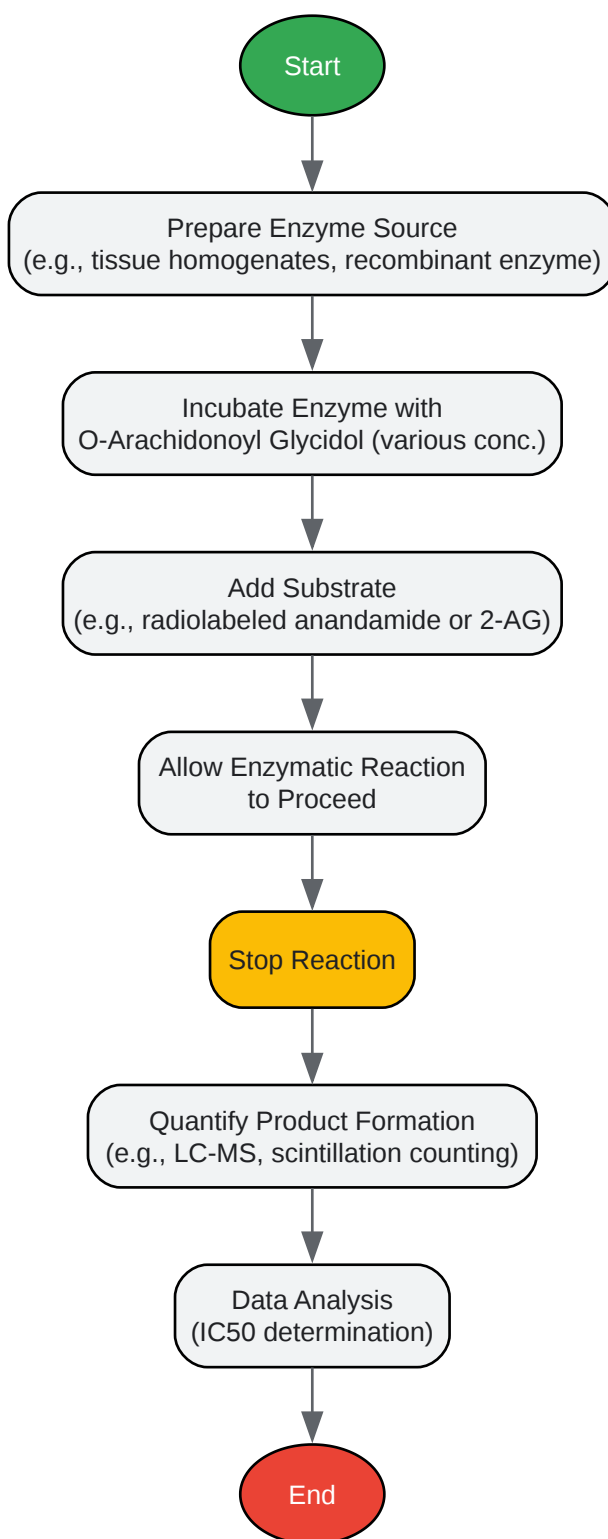 Start
Prepare Enzyme Source
(e.g., tissue homogenates, recombinant enzyme)
Incubate Enzyme with
O-Arachidonoyl Glycidol (various conc.)
Add Substrate
(e.g., radiolabeled anandamide or 2-AG)
Allow Enzymatic Reaction
to Proceed
Stop Reaction
Quantify Product Formation
(e.g., LC-MS, scintillation counting)
Data Analysis
(IC50 determination)
End